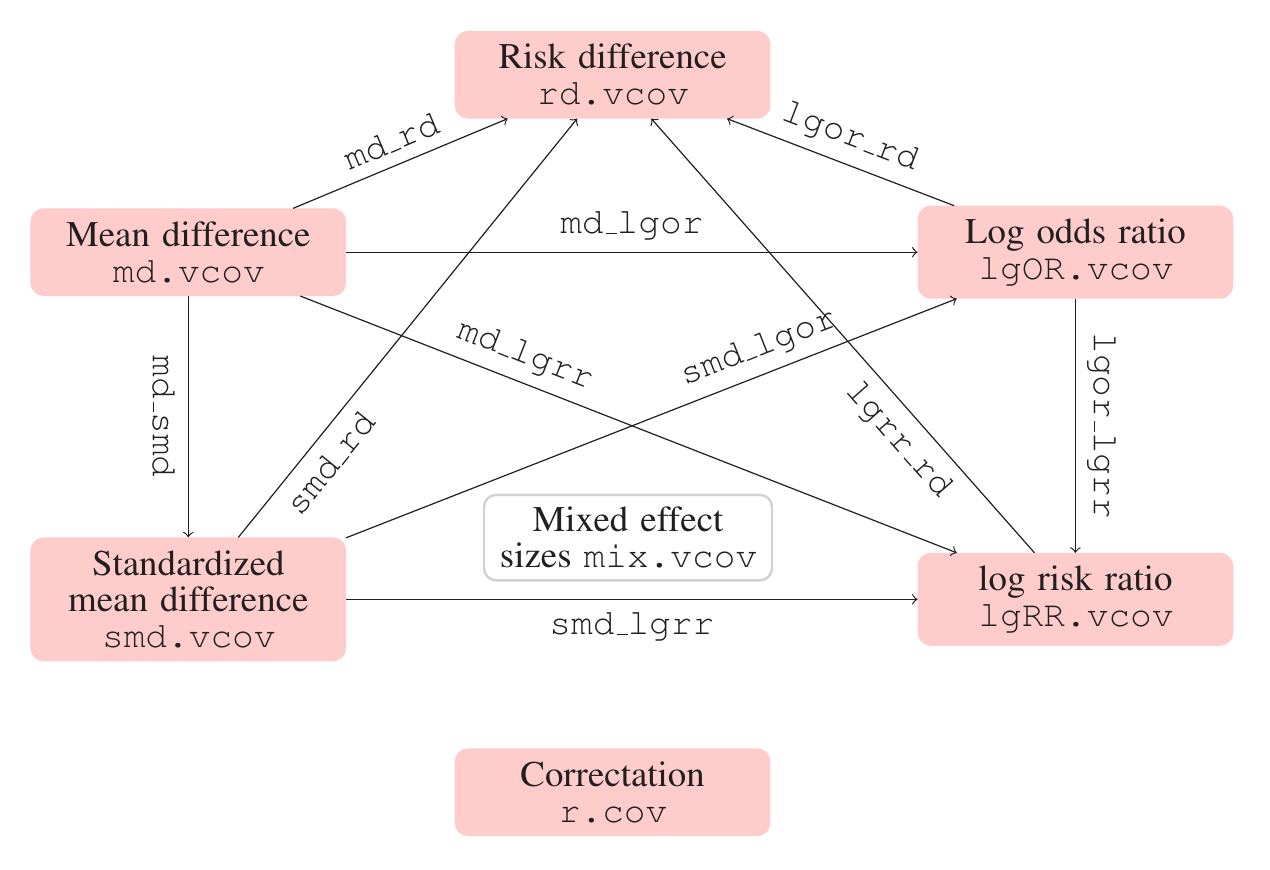 Risk difference
rd.vcov
md_rd
lgor_rd
Mean difference
md.vcov
md_lgor
Log odds ratio
lgOR.vcov
md_smd
md_lgrr
smd_lgor
lgor_lgrr
smd_rd
lgrr_rd
Mixed effect
sizes mix.vcov
Standardized
mean difference
smd.vcov
smd_lgrr
log risk ratio
lgRR.vcov
Correctation
r.cov